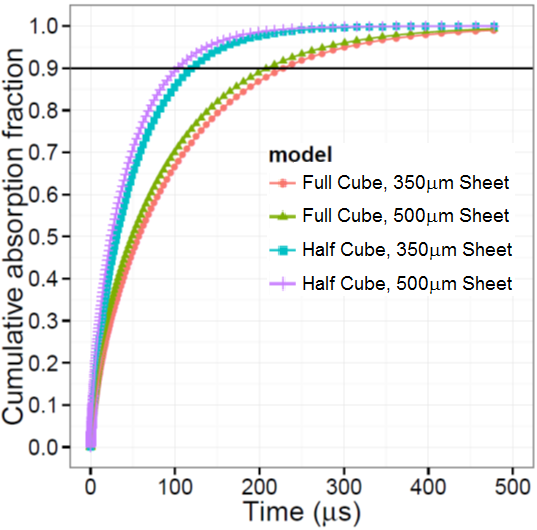 Cumulative absorption fraction
1.0
0.9
0.8
0.7
0.6
0.5
0.4
0.3
0.2
0.1
0.0
model
Full Cube, 350μm Sheet
Full Cube, 500μm Sheet
Half Cube, 350μm Sheet
Half Cube, 500μm Sheet
0 100 200 300 400 500
Time (μs)